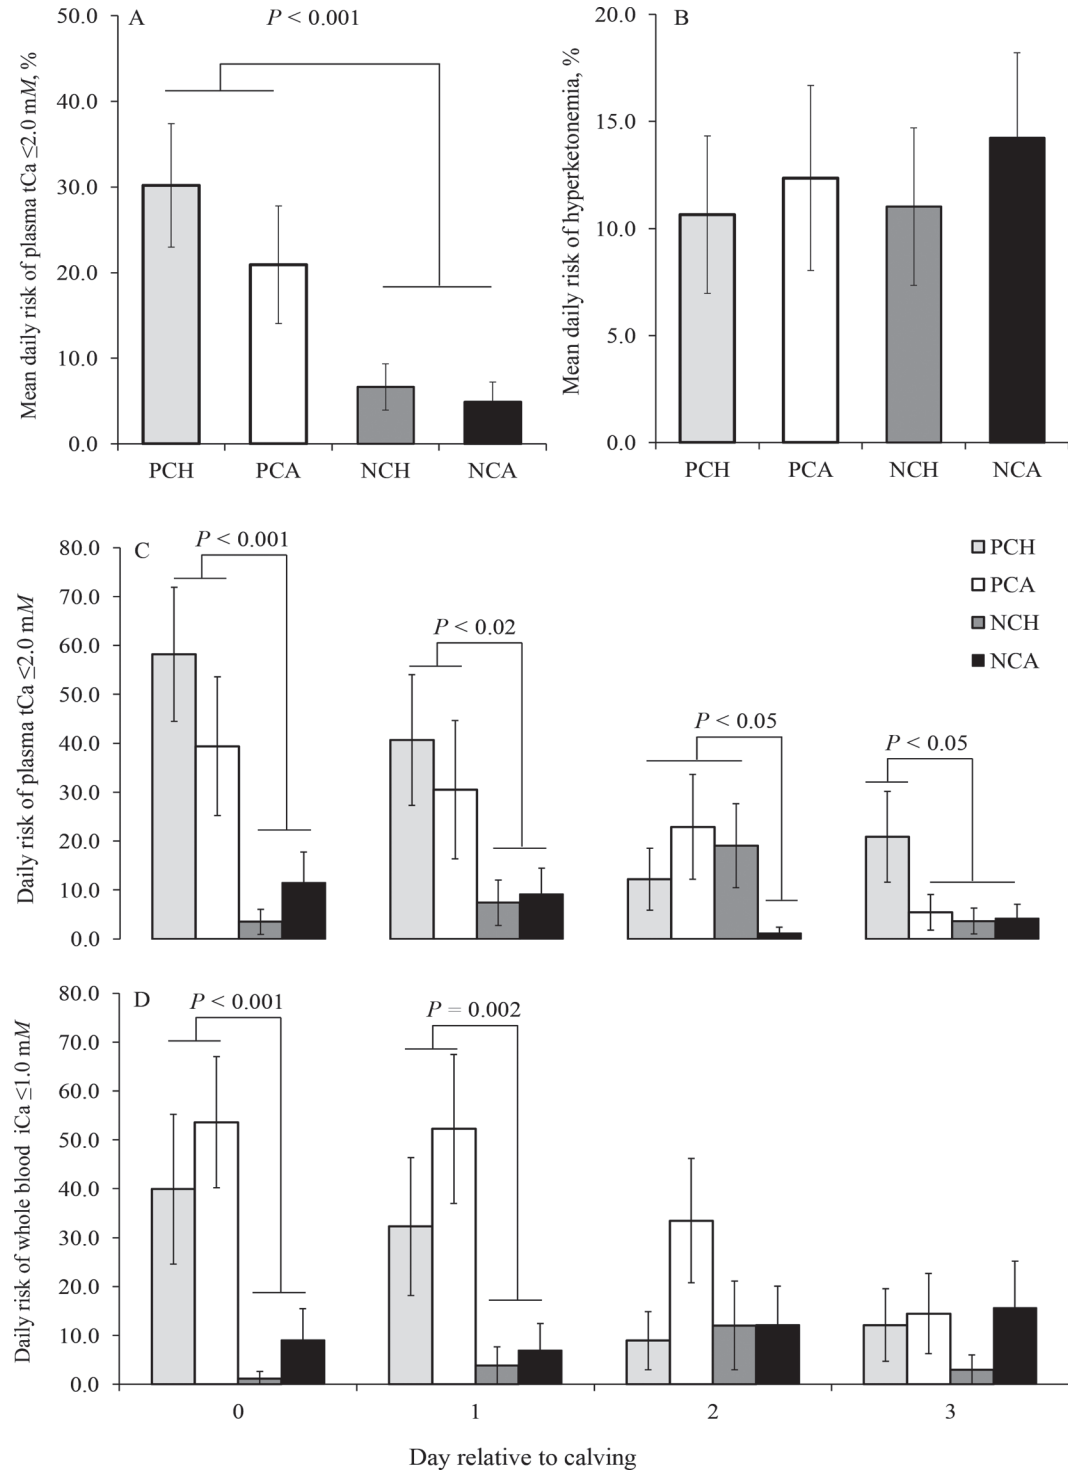 A
P < 0.001
Mean daily risk of plasma tCa ≤2.0 mM, %
50.0
40.0
30.0
20.0
10.0
0.0
PCH PCA NCH NCA
B
Mean daily risk of hyperketonemia, %
20.0
15.0
10.0
5.0
0.0
PCH PCA NCH NCA
C
Daily risk of plasma tCa ≤2.0 mM
80.0
70.0
60.0
50.0
40.0
30.0
20.0
10.0
0.0
P < 0.001
P < 0.02
P < 0.05
P < 0.05
PCH
PCA
NCH
NCA
D
Daily risk of whole blood iCa ≤1.0 mM
80.0
70.0
60.0
50.0
40.0
30.0
20.0
10.0
0.0
P < 0.001
P = 0.002
0 1 2 3
Day relative to calving